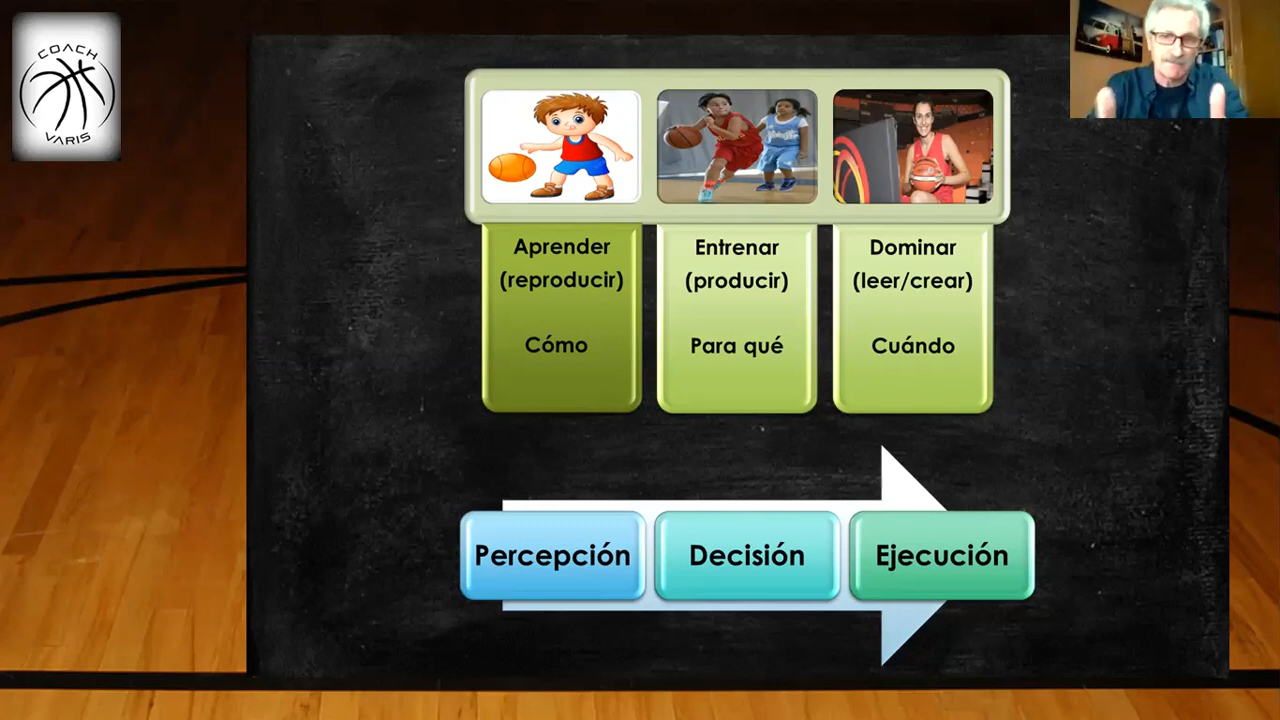 COACH
VARIS
Aprender
(reproducir)
Cómo
Entrenar
(producir)
Para qué
Dominar
(leer/crear)
Cuándo
Percepción
Decisión
Ejecución